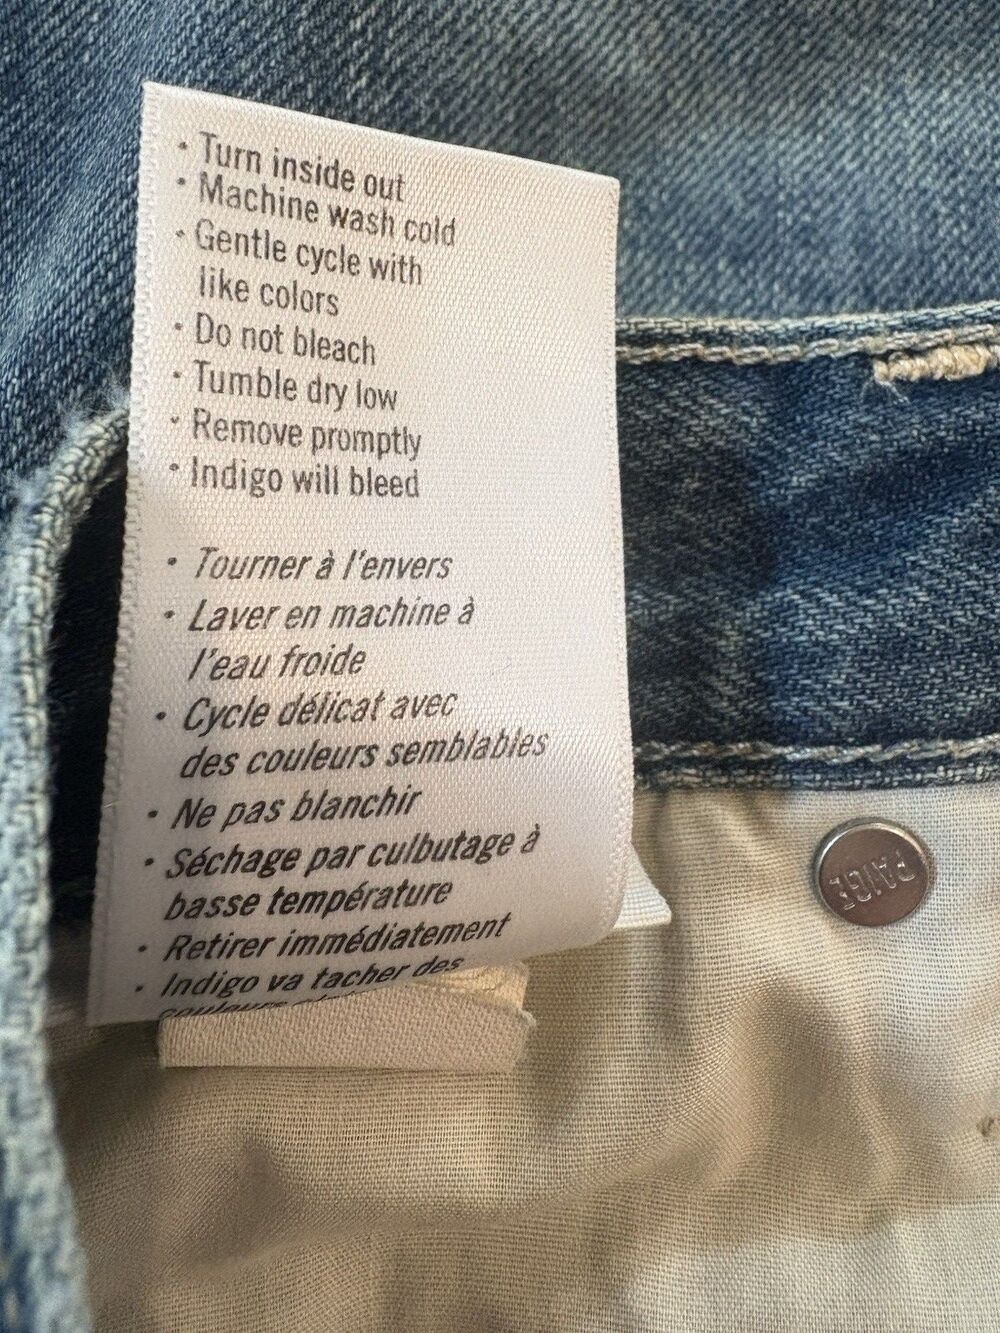 • Turn inside out
• Machine wash cold
• Gentle cycle with
like colors
• Do not bleach
• Tumble dry low
• Remove promptly
• Indigo will bleed
• Tourner à l'envers
• Laver en machine à
l'eau froide
• Cycle délicat avec
des couleurs semblables
• Ne pas blanchir
• Séchage par culbutage à
basse température
• Retirer immédiatement
• Indigo va tacher des
couleurs
PAIGE